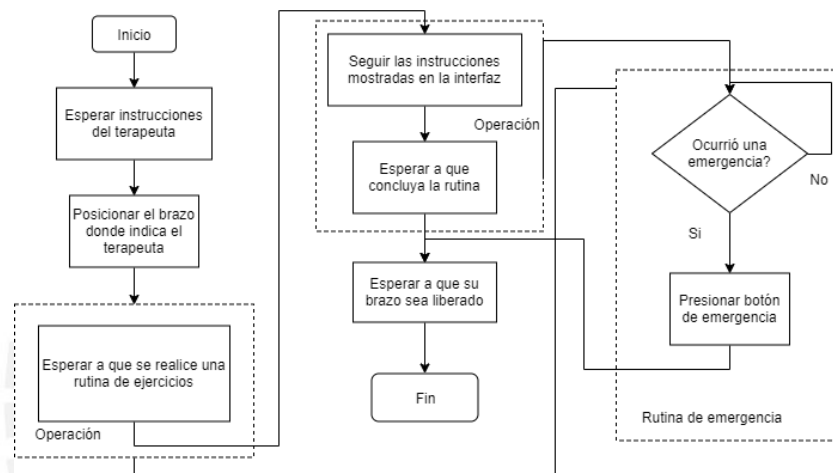 Inicio
Esperar instrucciones
del terapeuta
Posicionar el brazo
donde indica el
terapeuta
Esperar a que se realice una
rutina de ejercicios
Operación
Seguir las instrucciones
mostradas en la interfaz
Operación
Esperar a que
concluya la rutina
Esperar a que su
brazo sea liberado
Fin
Ocurrió una
emergencia?
No
Si
Presionar botón
de emergencia
Rutina de emergencia